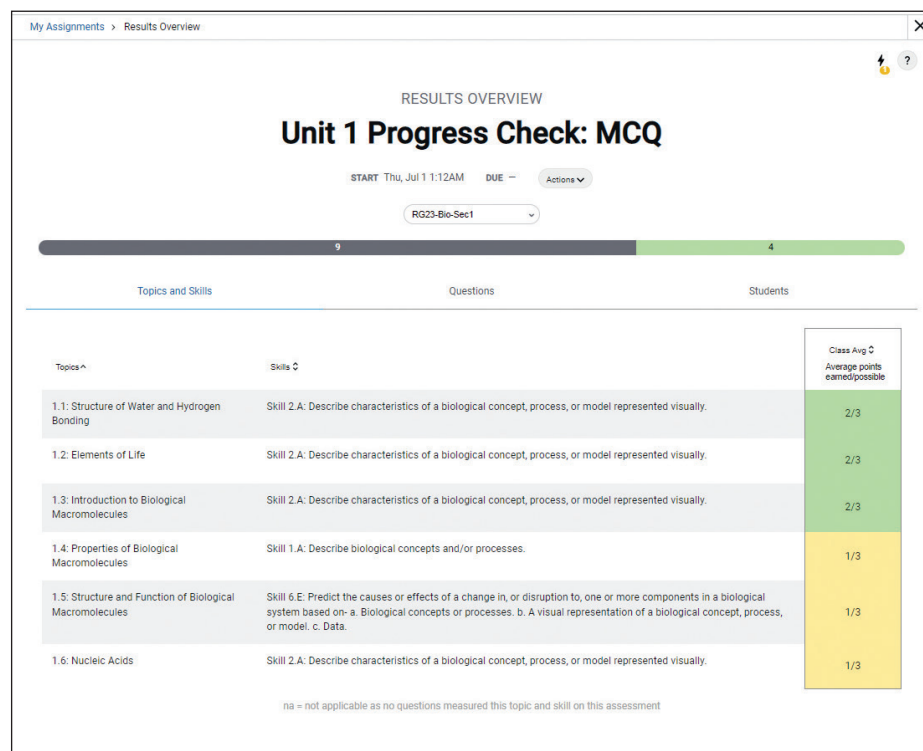 My Assignments > Results Overview
?
RESULTS OVERVIEW
Unit 1 Progress Check: MCQ
START Thu, Jul 1 1:12AM DUE — Actions
RG23-Bio-Sec1
9 4
Topics and Skills Questions Students
Class Avg
Topics Skills Average points
earned/possible
1.1: Structure of Water and Hydrogen
Bonding
Skill 2.A: Describe characteristics of a biological concept, process, or model represented visually.
2/3
1.2: Elements of Life
Skill 2.A: Describe characteristics of a biological concept, process, or model represented visually.
2/3
1.3: Introduction to Biological
Macromolecules
Skill 2.A: Describe characteristics of a biological concept, process, or model represented visually.
2/3
1.4: Properties of Biological
Macromolecules
Skill 1.A: Describe biological concepts and/or processes.
1/3
1.5: Structure and Function of Biological
Macromolecules
Skill 6.E: Predict the causes or effects of a change in, or disruption to, one or more components in a biological
system based on- a. Biological concepts or processes. b. A visual representation of a biological concept, process,
or model. c. Data.
1/3
1.6: Nucleic Acids
Skill 2.A: Describe characteristics of a biological concept, process, or model represented visually.
1/3
na = not applicable as no questions measured this topic and skill on this assessment